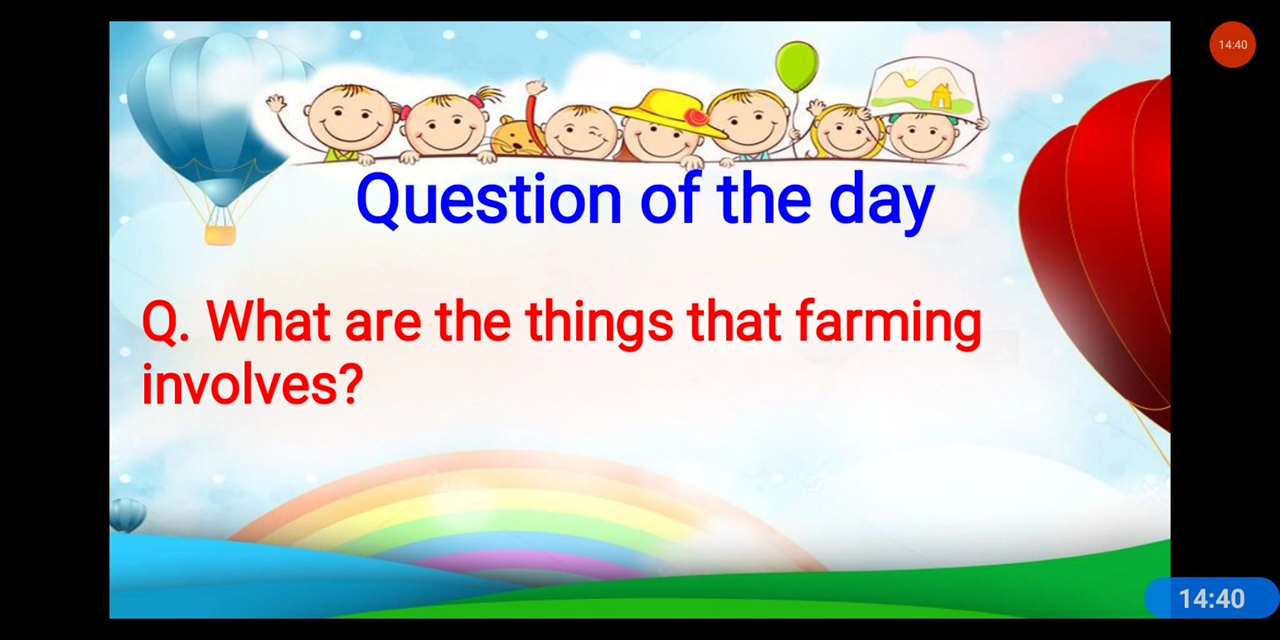 14:40
Question of the day
Q. What are the things that farming
involves?
14:40